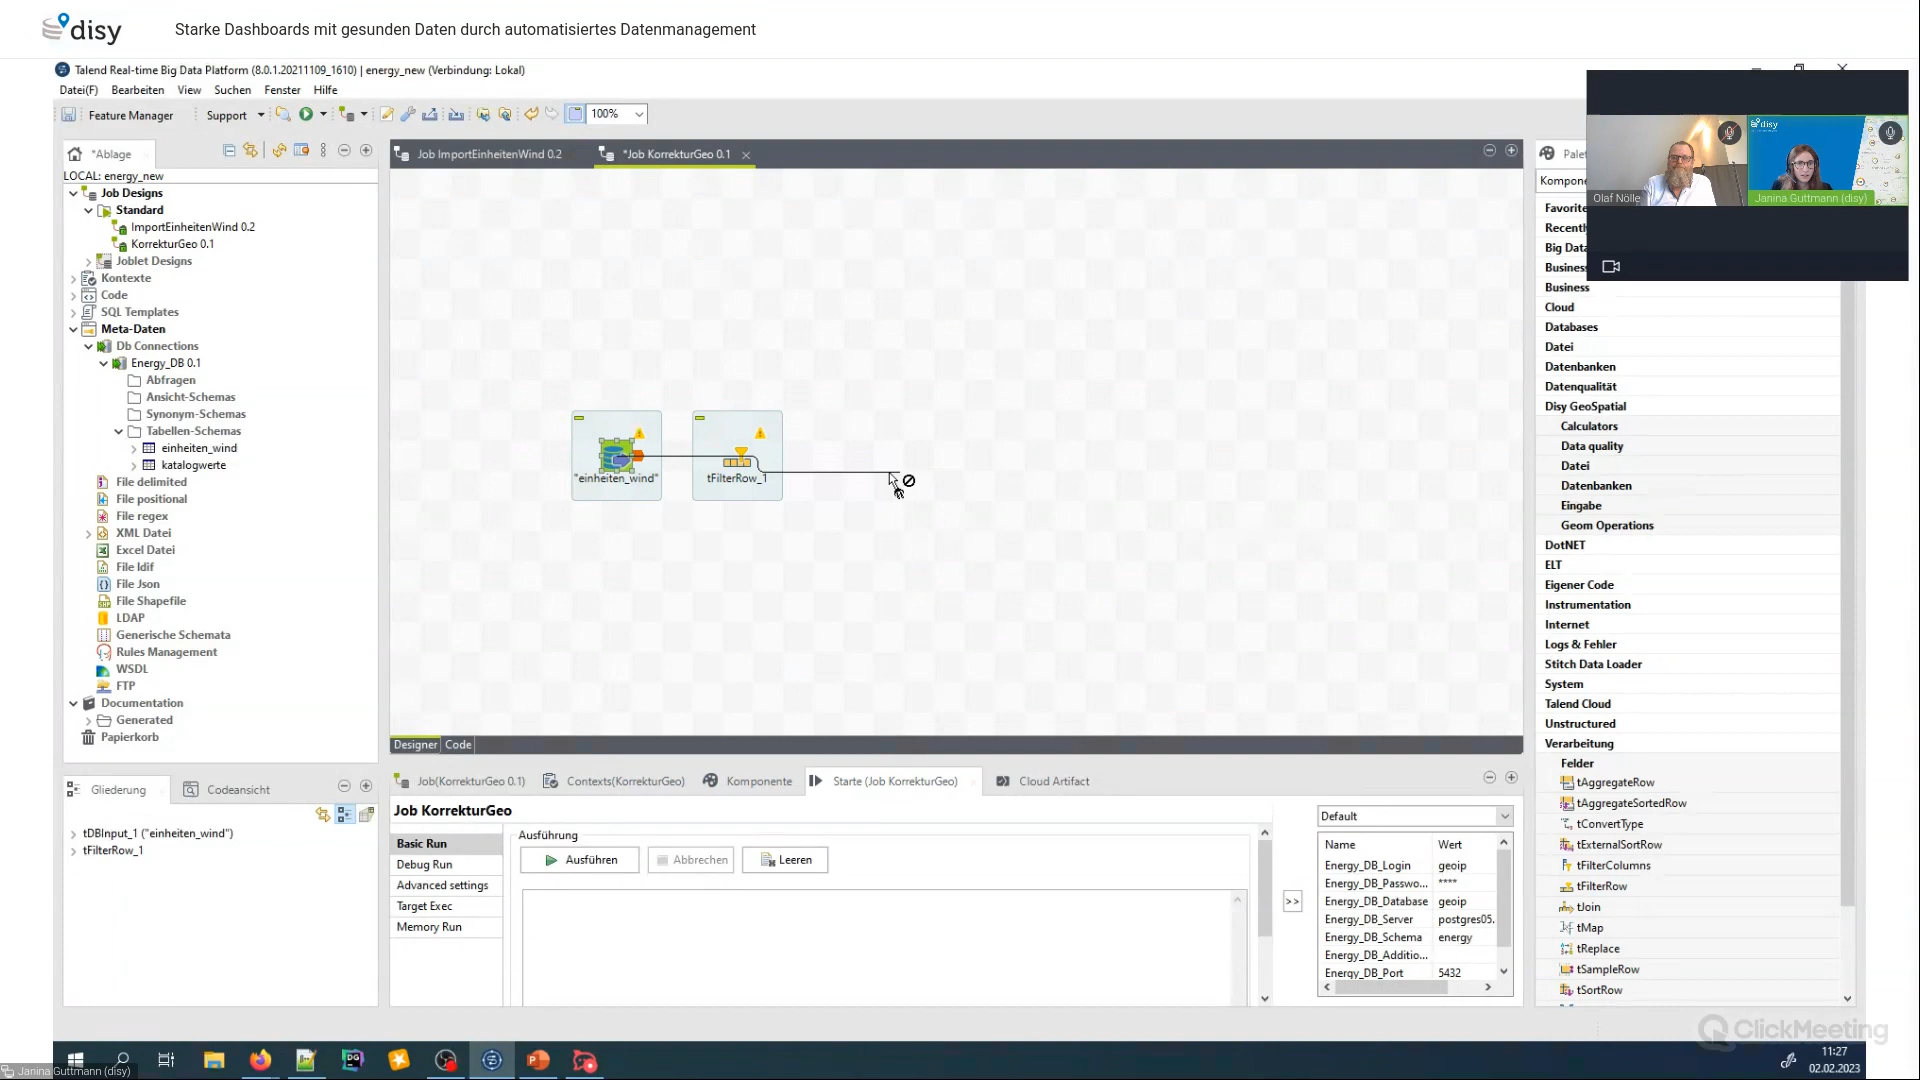 disy
Starke Dashboards mit gesunden Daten durch automatisiertes Datenmanagement
Talend Real-time Big Data Platform (8.0.1.20211109_1610) | energy_new (Verbindung: Lokal)
Datei(F) Bearbeiten View Suchen Fenster Hilfe
Feature Manager Support 100%
*Ablage
LOCAL: energy_new
Job Designs
Standard
ImportEinheitenWind 0.2
KorrekturGeo 0.1
Joblet Designs
Kontexte
Code
SQL Templates
Meta-Daten
Db Connections
Energy_DB 0.1
Abfragen
Ansicht-Schemas
Synonym-Schemas
Tabellen-Schemas
einheiten_wind
katalogwerte
File delimited
File positional
File regex
XML Datei
Excel Datei
File ldif
File Json
File Shapefile
LDAP
Generische Schemata
Rules Management
WSDL
FTP
Documentation
Generated
Papierkorb
Job ImportEinheitenWind 0.2
*Job KorrekturGeo 0.1
"einheiten_wind"
tFilterRow_1
Designer Code
disy
Olaf Nölle
Janina Guttmann (disy)
Palet
Kompone
Favorite
Recently
Big Data
Business
Business
Cloud
Databases
Datei
Datenbanken
Datenqualität
Disy GeoSpatial
Calculators
Data quality
Datei
Datenbanken
Eingabe
Geom Operations
DotNET
ELT
Eigener Code
Instrumentation
Internet
Logs & Fehler
Stitch Data Loader
System
Talend Cloud
Unstructured
Verarbeitung
Felder
tAggregateRow
tAggregateSortedRow
tConvertType
tExternalSortRow
tFilterColumns
tFilterRow
tJoin
tMap
tReplace
tSampleRow
tSortRow
Gliederung
Codeansicht
tDBInput_1 ("einheiten_wind")
tFilterRow_1
Job(KorrekturGeo 0.1)
Contexts(KorrekturGeo)
Komponente
Starte (Job KorrekturGeo)
Cloud Artifact
Job KorrekturGeo
Basic Run
Debug Run
Advanced settings
Target Exec
Memory Run
Ausführung
Ausführen
Abbrechen
Leeren
>>
Default
Name Wert
Energy_DB_Login geoip
Energy_DB_Passwo... ****
Energy_DB_Database geoip
Energy_DB_Server postgres05.
Energy_DB_Schema energy
Energy_DB_Additio...
Energy_DB_Port 5432
ClickMeeting
Janina Guttmann (disy)
11:27
02.02.2023